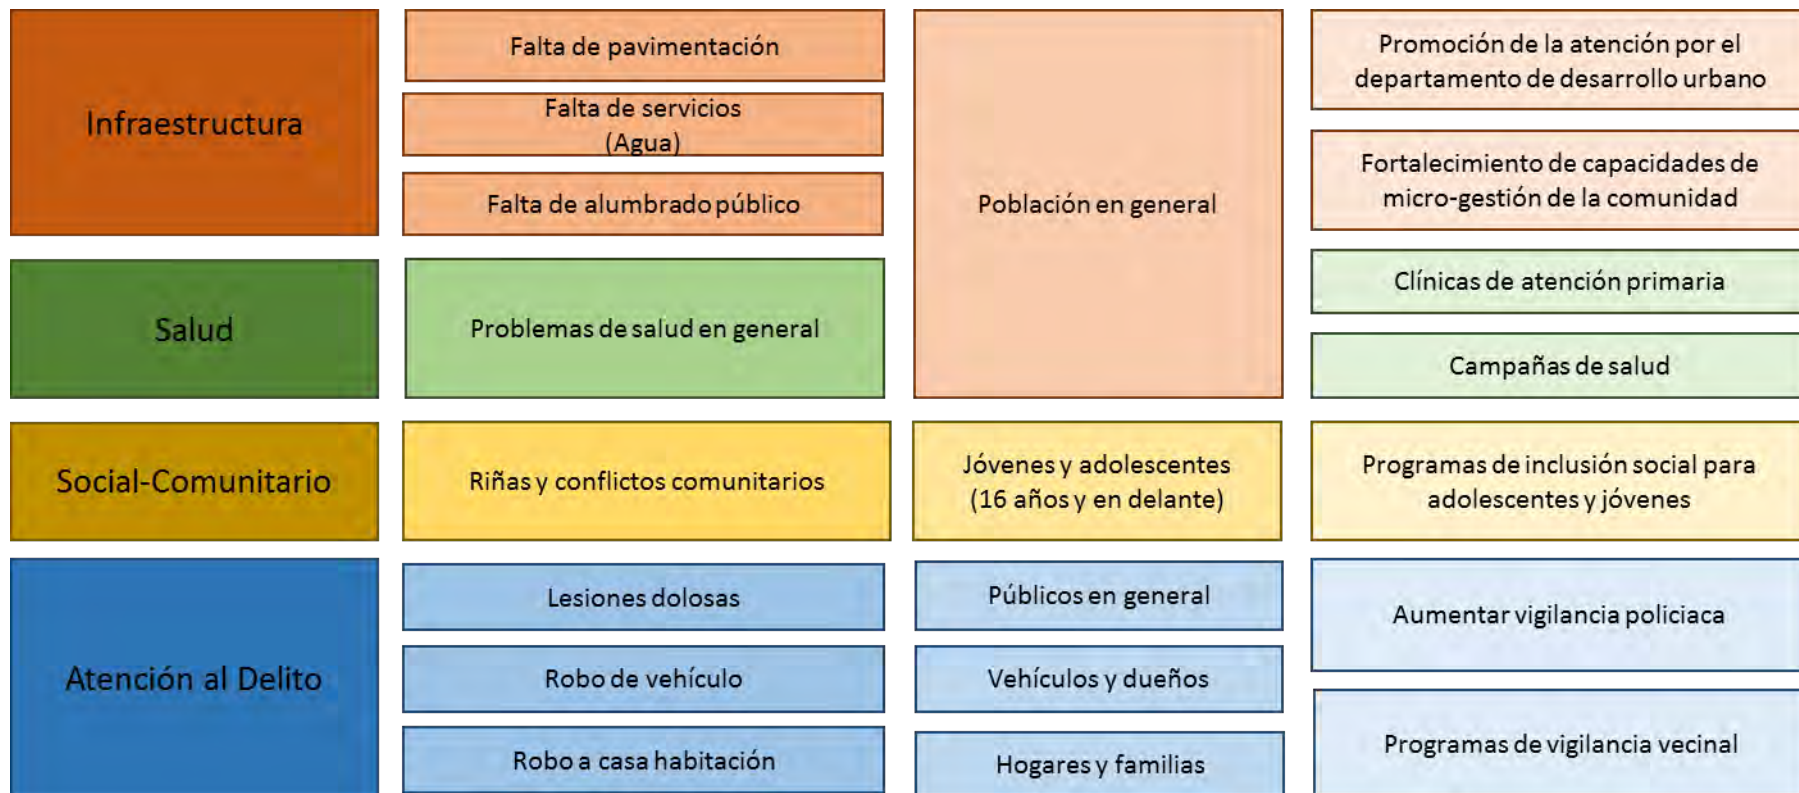 Infraestructura
Falta de pavimentación
Falta de servicios
(Agua)
Falta de alumbrado público
Población en general
Promoción de la atención por el
departamento de desarrollo urbano
Fortalecimiento de capacidades de
micro-gestión de la comunidad
Salud
Problemas de salud en general
Clínicas de atención primaria
Campañas de salud
Social-Comunitario
Riñas y conflictos comunitarios
Jóvenes y adolescentes
(16 años y en delante)
Programas de inclusión social para
adolescentes y jóvenes
Atención al Delito
Lesiones dolosas
Públicos en general
Aumentar vigilancia policiaca
Robo de vehículo
Vehículos y dueños
Robo a casa habitación
Hogares y familias
Programas de vigilancia vecinal